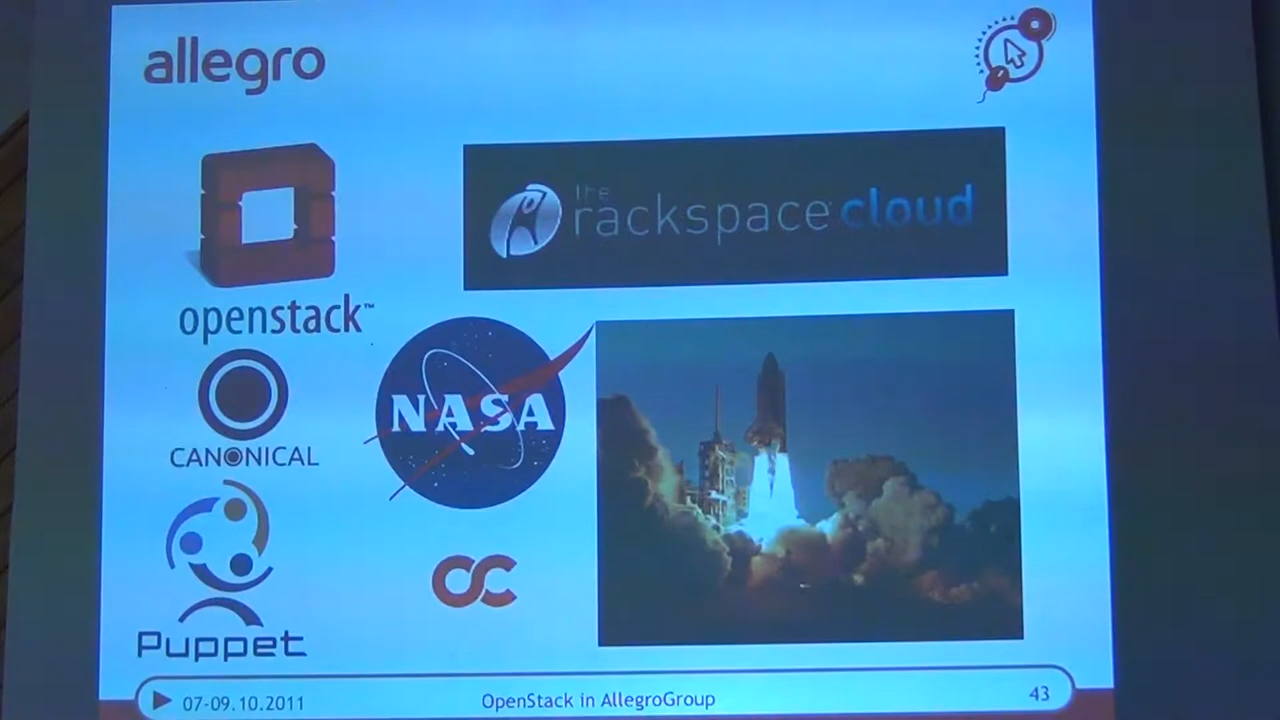 allegro
openstack™
the
rackspace cloud
CANONICAL
NASA
Puppet
07-09.10.2011
OpenStack in AllegroGroup
43